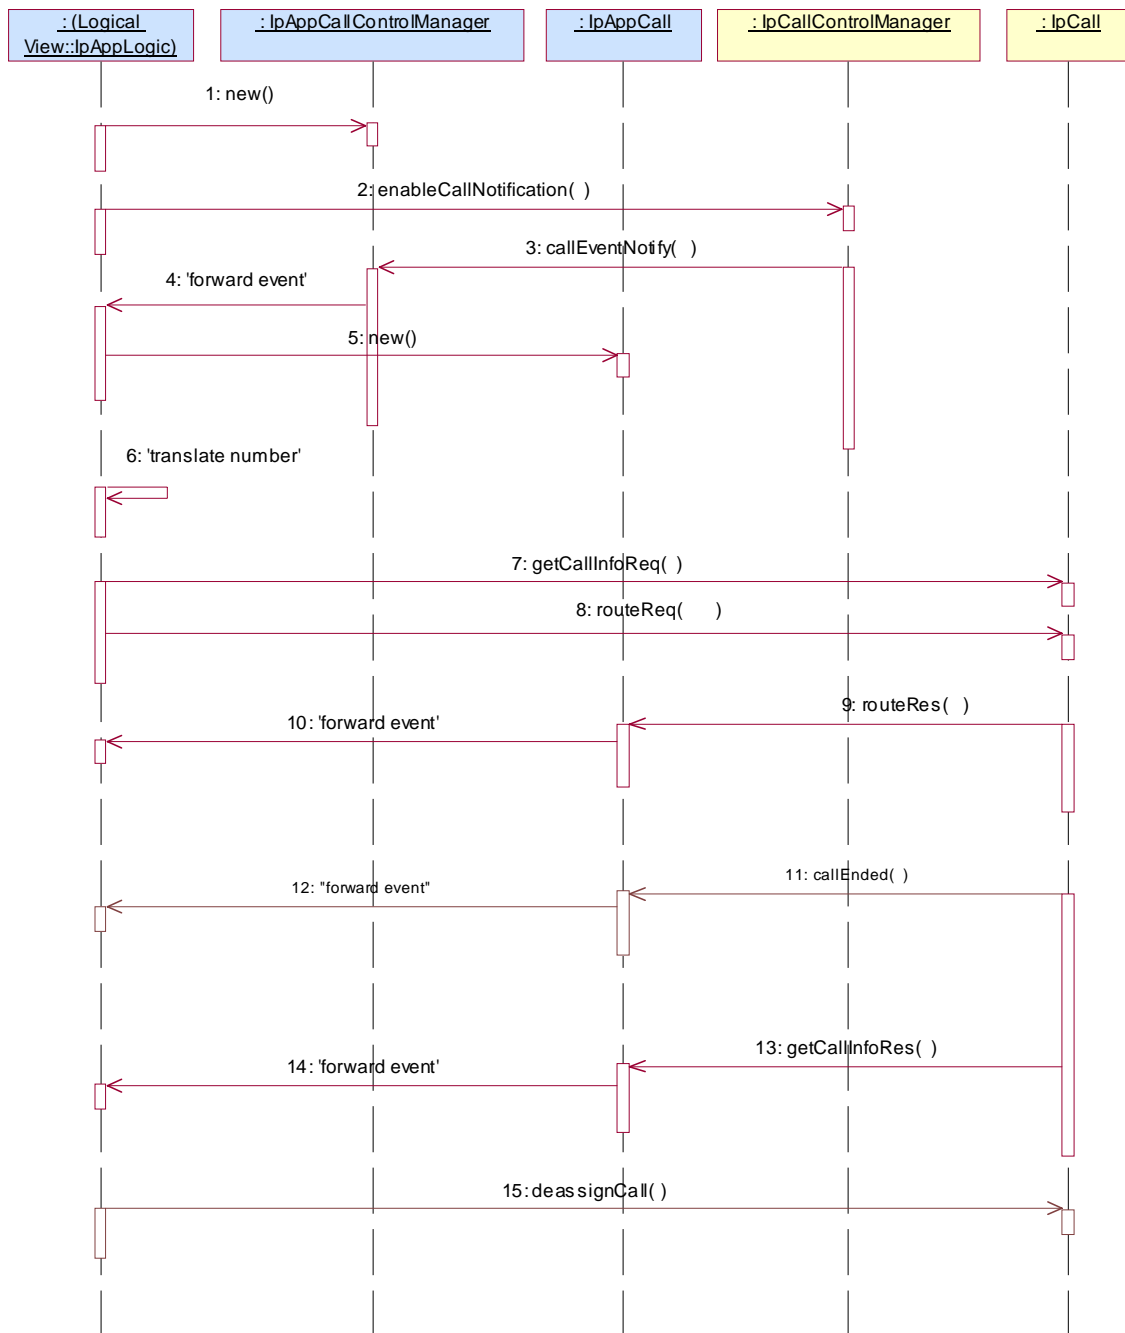 : (Logical
View::IpAppLogic)
: IpAppCallControlManager
: IpAppCall
: IpCallControlManager
: IpCall
1: new()
2: enableCallNotification( )
3: callEventNotify( )
4: 'forward event'
5: new()
6: 'translate number'
7: getCallInfoReq( )
8: routeReq( )
9: routeRes( )
10: 'forward event'
11: callEnded( )
12: "forward event"
13: getCallInfoRes( )
14: 'forward event'
15: deassignCall( )